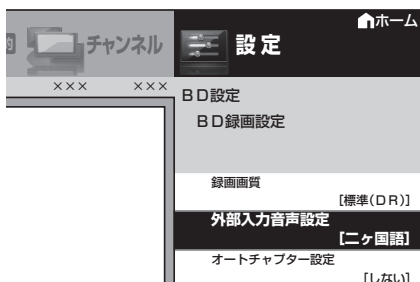 ホーム
約 チャンネル 設定
××× ×××
BD設定
BD録画設定
録画画質
[標準(DR)]
外部入力音声設定
[二ヶ国語]
オートチャプター設定
[しない]